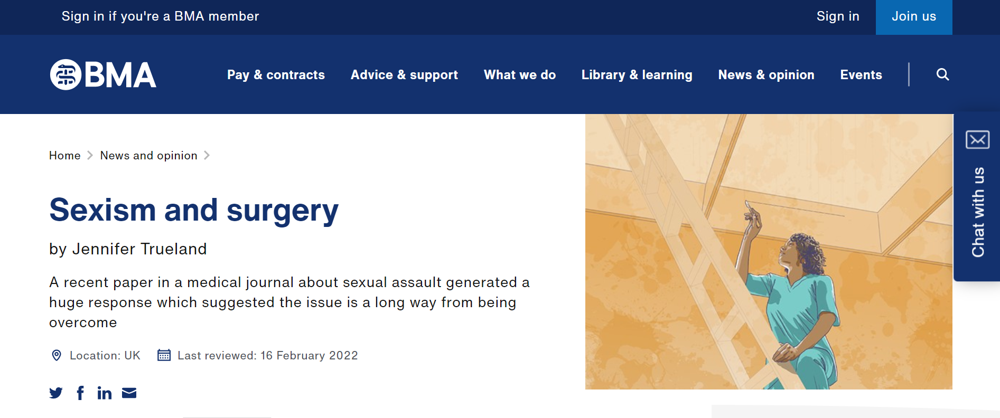 Sign in if you're a BMA member
Sign in
Join us
BMA
Pay & contracts
Advice & support
What we do
Library & learning
News & opinion
Events
Home
News and opinion
Sexism and surgery
by Jennifer Trueland
A recent paper in a medical journal about sexual assault generated a
huge response which suggested the issue is a long way from being
overcome
Location: UK
Last reviewed: 16 February 2022
Chat with us